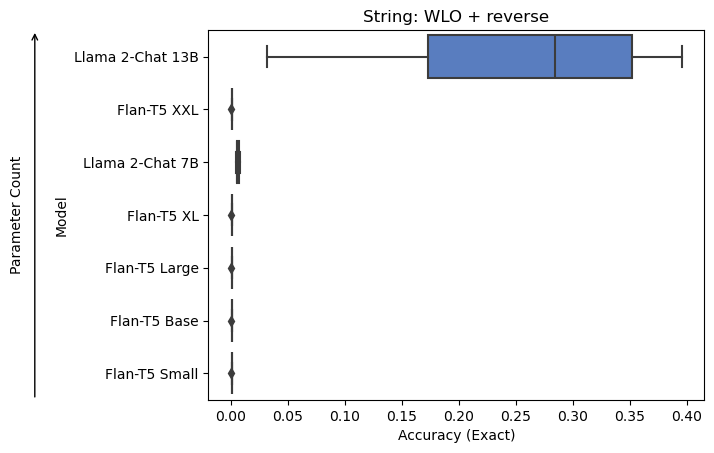 String: WLO + reverse
Parameter Count
Model
Llama 2-Chat 13B
Flan-T5 XXL
Llama 2-Chat 7B
Flan-T5 XL
Flan-T5 Large
Flan-T5 Base
Flan-T5 Small
0.00 0.05 0.10 0.15 0.20 0.25 0.30 0.35 0.40
Accuracy (Exact)